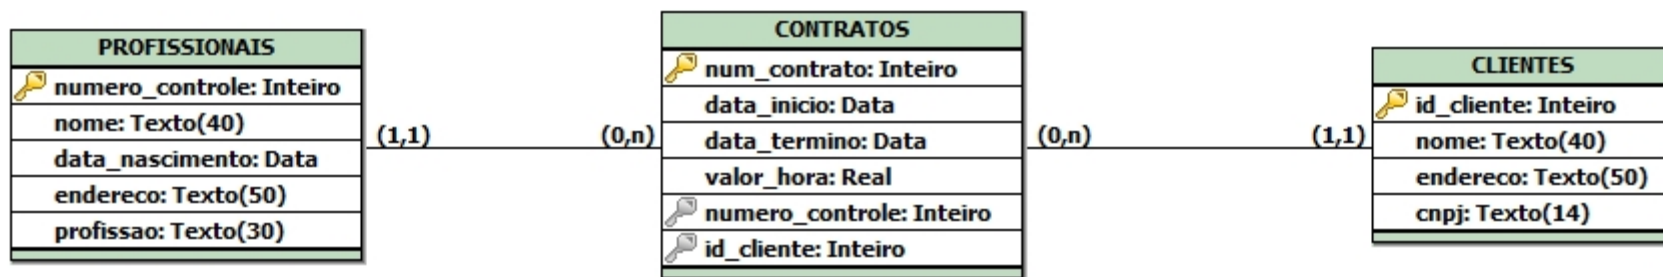 PROFISSIONAIS
numero_controle: Inteiro
nome: Texto(40)
data_nascimento: Data
endereco: Texto(50)
profissao: Texto(30)
(1,1)
(0,n)
CONTRATOS
num_contrato: Inteiro
data_inicio: Data
data_termino: Data
valor_hora: Real
numero_controle: Inteiro
id_cliente: Inteiro
(0,n)
(1,1)
CLIENTES
id_cliente: Inteiro
nome: Texto(40)
endereco: Texto(50)
cnpj: Texto(14)